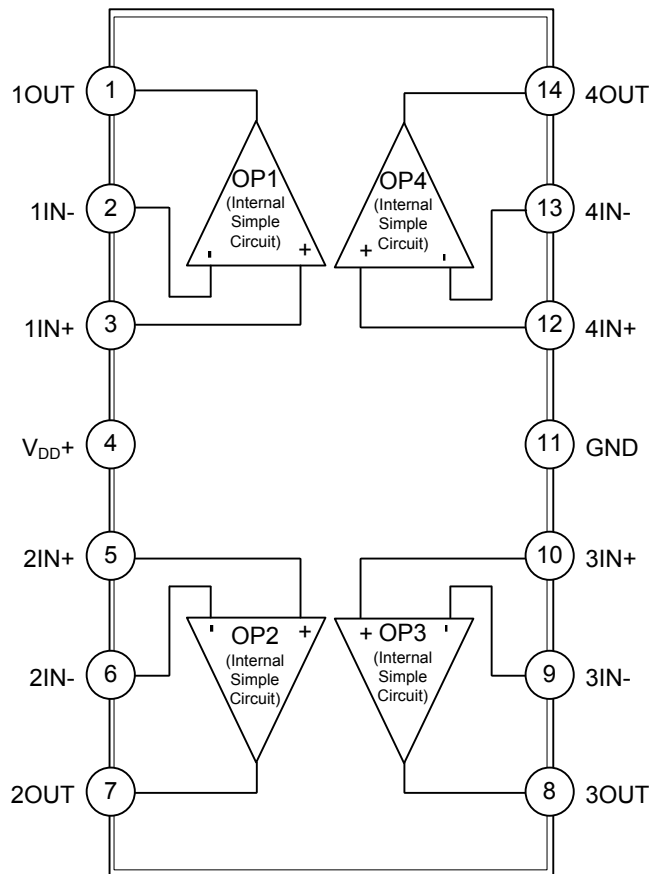 1OUT 1 14 4OUT
OP1 OP4
(Internal Simple Circuit) (Internal Simple Circuit)
1IN- 2 13 4IN-
- + + -
1IN+ 3 12 4IN+
VDD+ 4 11 GND
2IN+ 5 10 3IN+
- + + -
OP2 OP3
(Internal Simple Circuit) (Internal Simple Circuit)
2IN- 6 9 3IN-
2OUT 7 8 3OUT